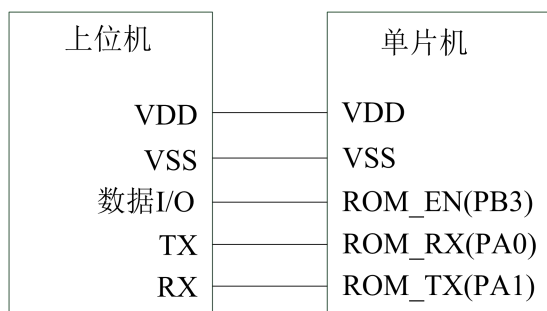 上位机 单片机
VDD VDD
VSS VSS
数据I/O ROM_EN(PB3)
TX ROM_RX(PA0)
RX ROM_TX(PA1)